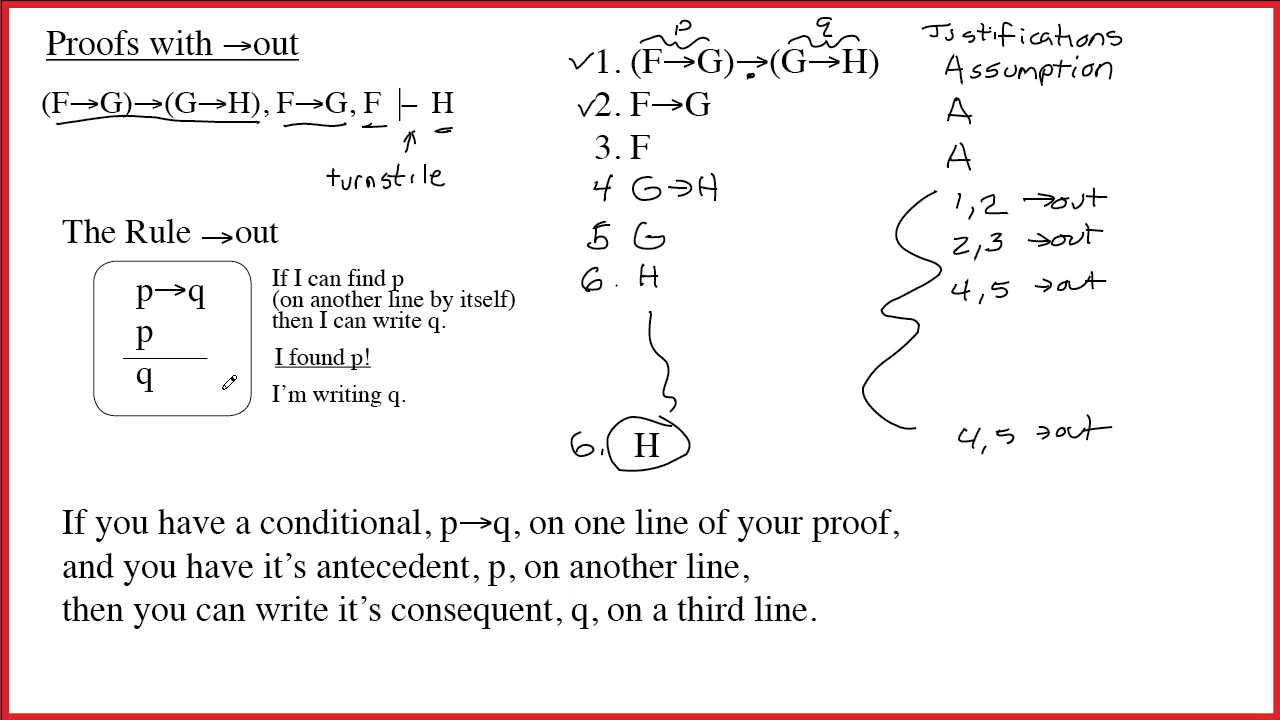 Proofs with →out
(F→G)→(G→H), F→G, F |– H
turnstile
The Rule →out
p→q
p
q
If I can find p
(on another line by itself)
then I can write q.
I found p!
I'm writing q.
p q
Justifications
✓1. (F→G)→(G→H) Assumption
✓2. F→G A
3. F A
4 G→H 1,2 →out
5 G 2,3 →out
6. H 4,5 →out
6. H 4,5 →out
If you have a conditional, p→q, on one line of your proof,
and you have it's antecedent, p, on another line,
then you can write it's consequent, q, on a third line.